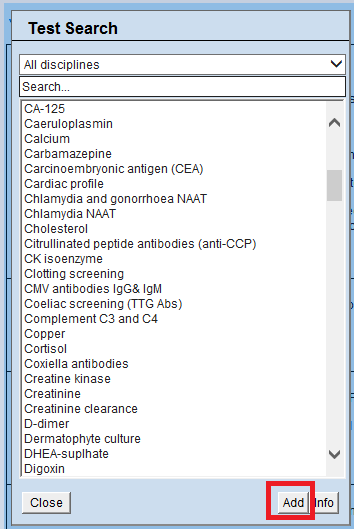 Test Search
All disciplines
Search...
CA-125
Caeruloplasmin
Calcium
Carbamazepine
Carcinoembryonic antigen (CEA)
Cardiac profile
Chlamydia and gonorrhoea NAAT
Chlamydia NAAT
Cholesterol
Citrullinated peptide antibodies (anti-CCP)
CK isoenzyme
Clotting screening
CMV antibodies IgG& IgM
Coeliac screening (TTG Abs)
Complement C3 and C4
Copper
Cortisol
Coxiella antibodies
Creatine kinase
Creatinine
Creatinine clearance
D-dimer
Dermatophyte culture
DHEA-suplhate
Digoxin
Close Add Info